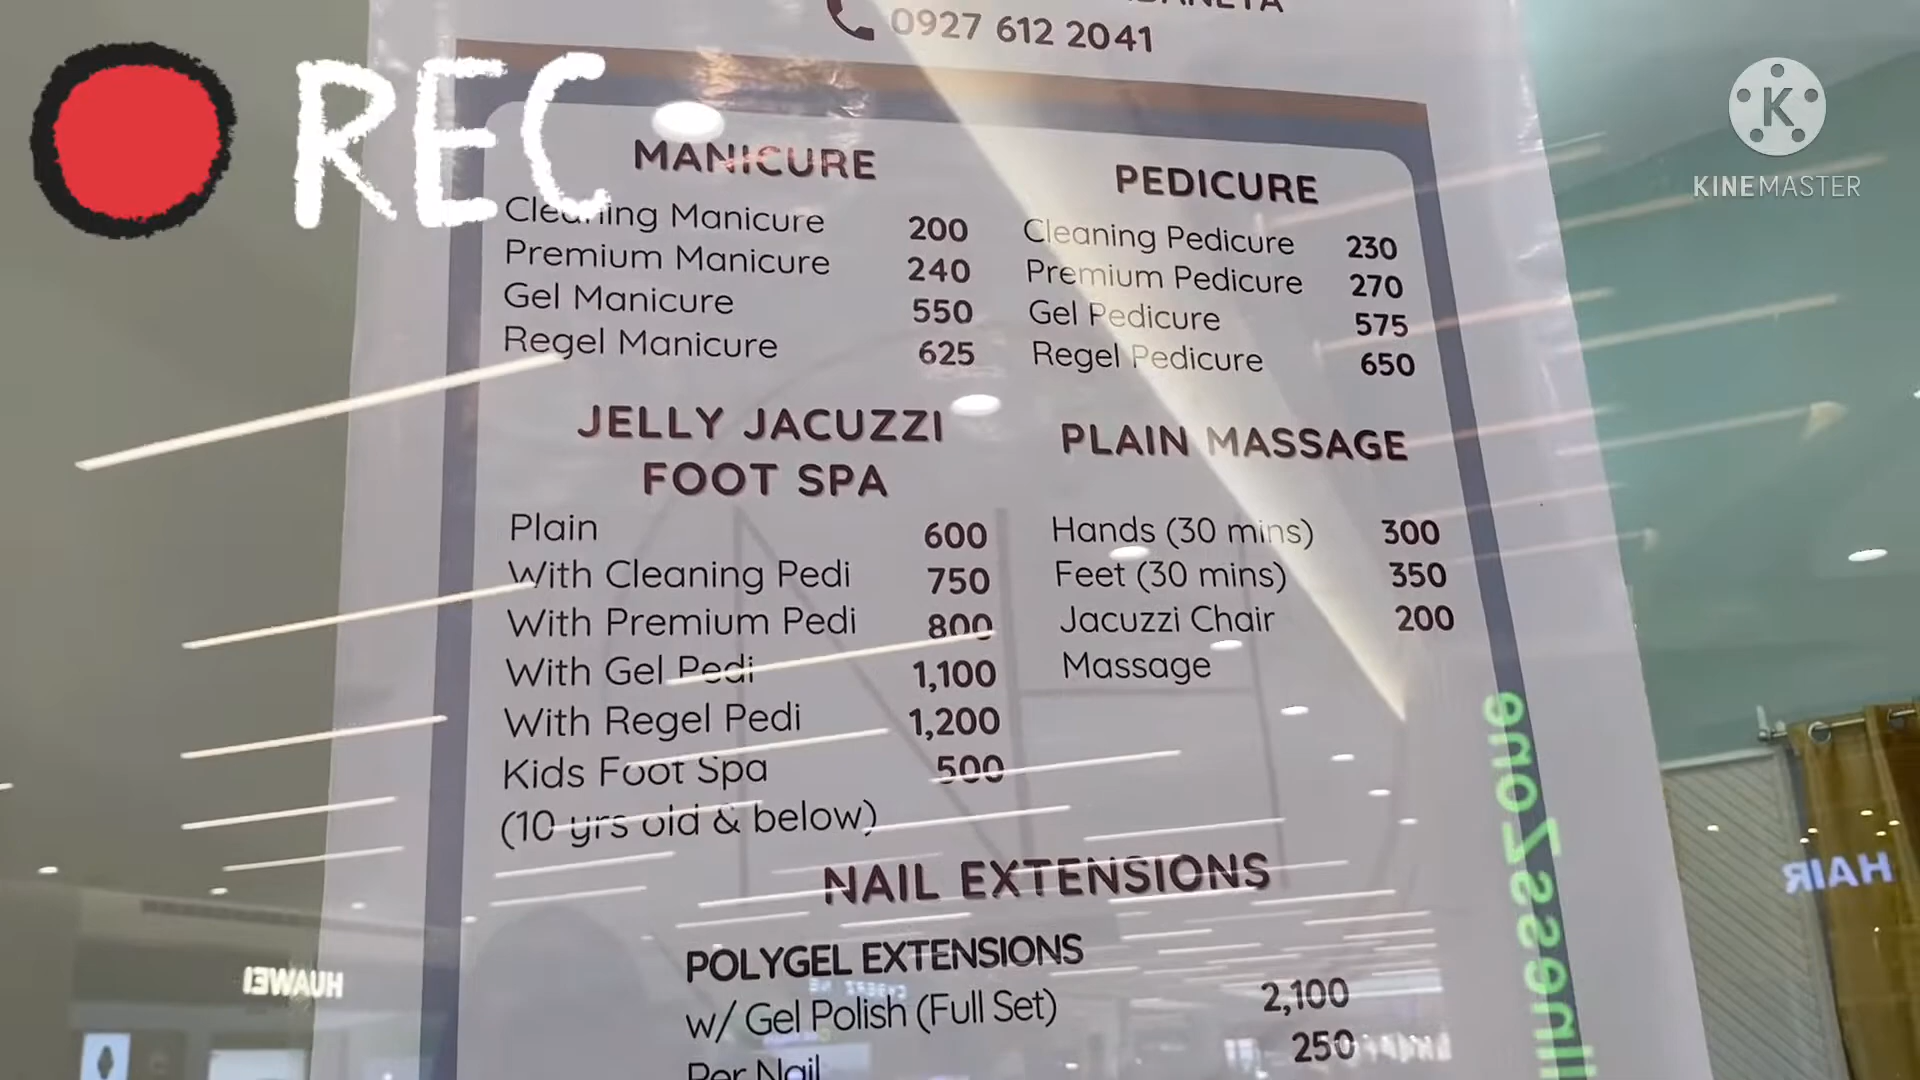 0927 612 2041
REC
KINEMASTER
MANICURE
Cleaning Manicure 200
Premium Manicure 240
Gel Manicure 550
Regel Manicure 625
PEDICURE
Cleaning Pedicure 230
Premium Pedicure 270
Gel Pedicure 575
Regel Pedicure 650
JELLY JACUZZI
FOOT SPA
Plain 600
With Cleaning Pedi 750
With Premium Pedi 800
With Gel Pedi 1,100
With Regel Pedi 1,200
Kids Foot Spa 500
(10 yrs old & below)
PLAIN MASSAGE
Hands (30 mins) 300
Feet (30 mins) 350
Jacuzzi Chair 200
Massage
NAIL EXTENSIONS
POLYGEL EXTENSIONS
w/ Gel Polish (Full Set) 2,100
Per Nail 250
HUAWEI
HAIR